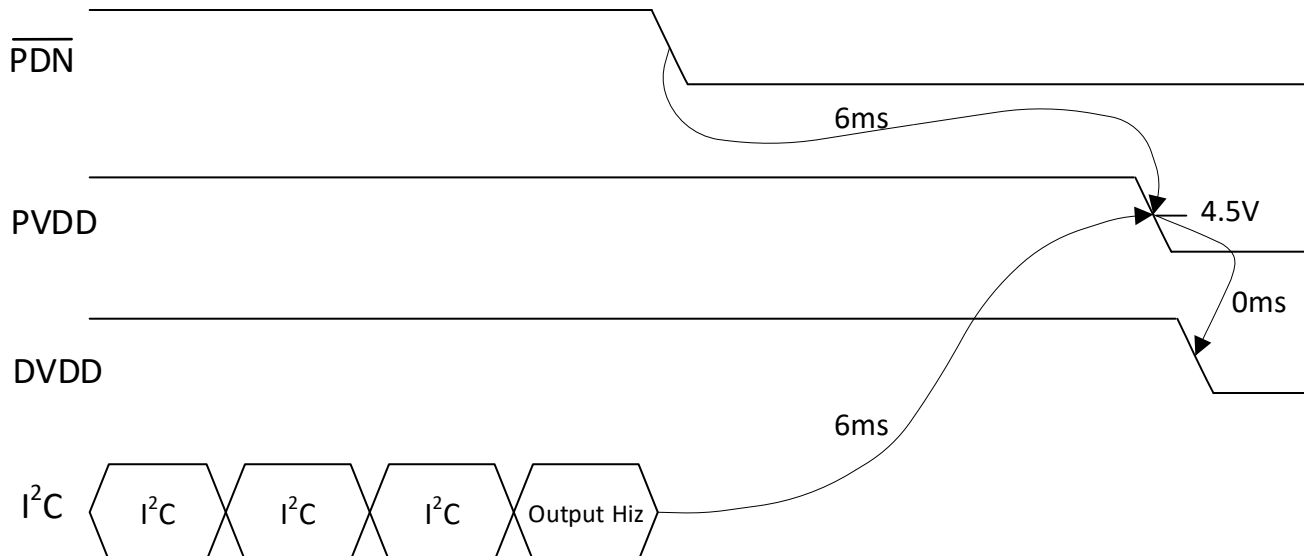 PDN
6ms
PVDD
4.5V
0ms
DVDD
6ms
I²C
I²C
I²C
I²C
Output Hiz